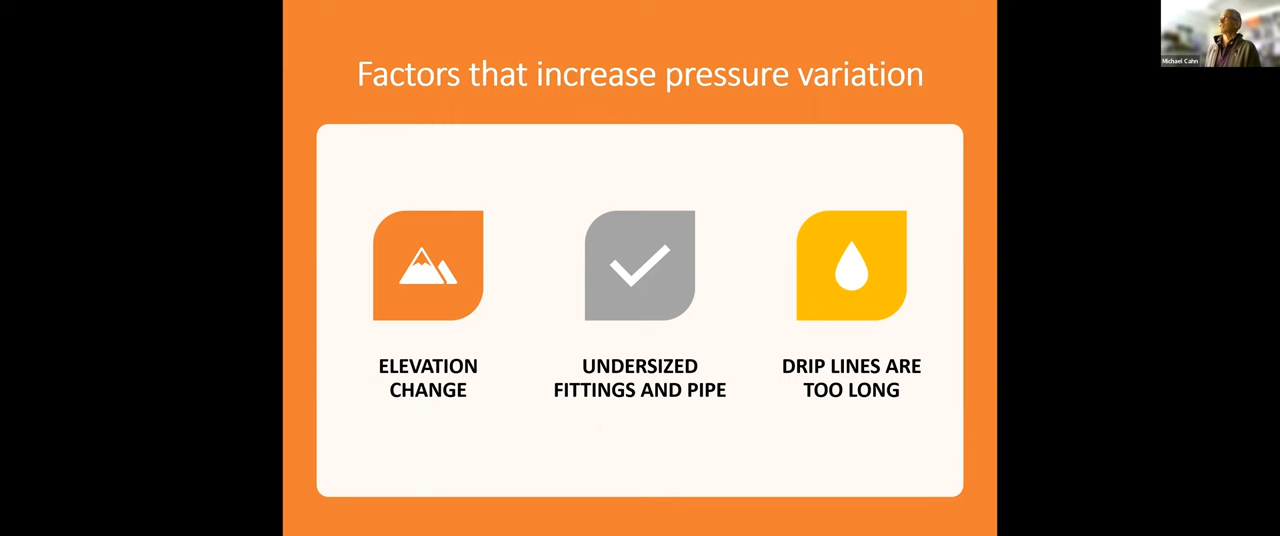 Factors that increase pressure variation
Michael Cahn
ELEVATION
CHANGE
UNDERSIZED
FITTINGS AND PIPE
DRIP LINES ARE
TOO LONG